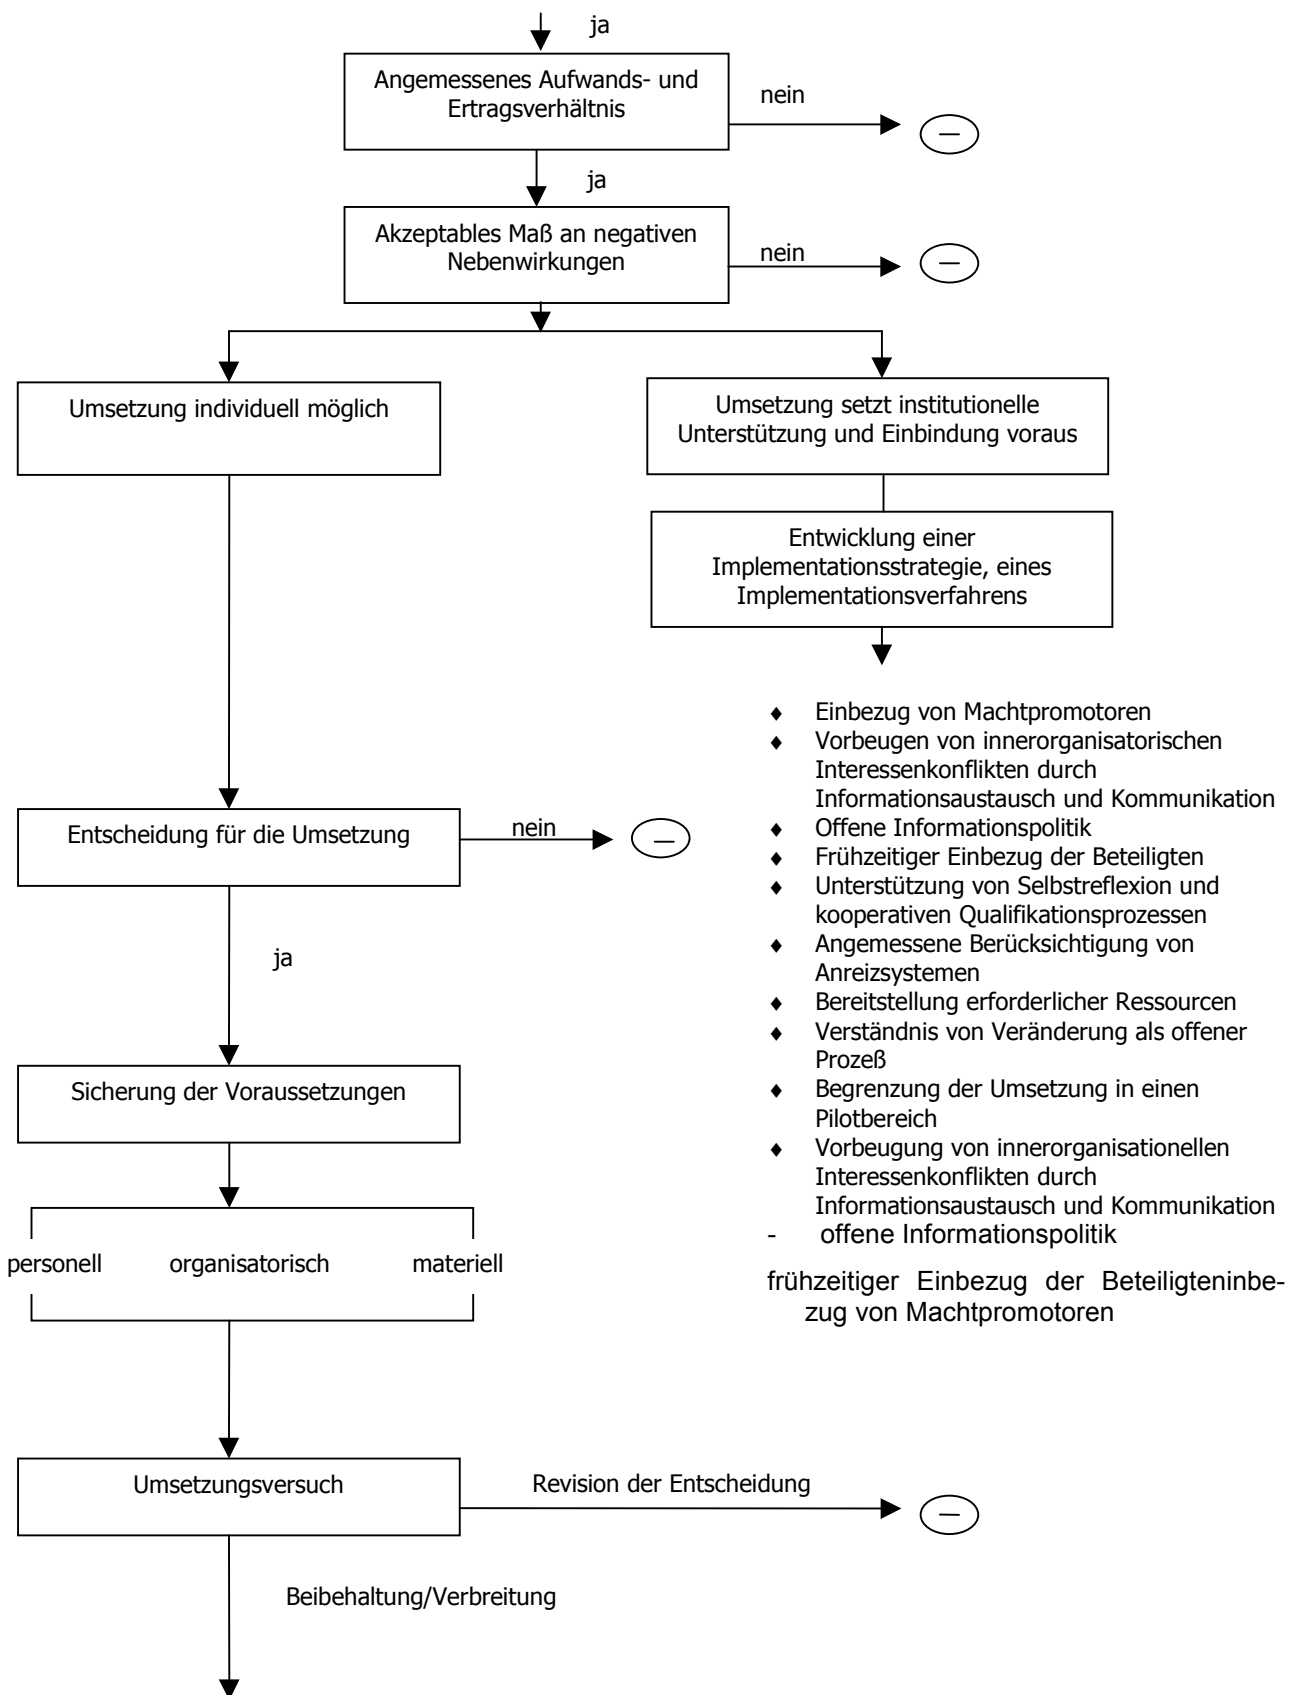 ja
Angemessenes Aufwands- und
Ertragsverhältnis
nein
—
ja
Akzeptables Maß an negativen
Nebenwirkungen
nein
—
Umsetzung individuell möglich
Umsetzung setzt institutionelle
Unterstützung und Einbindung voraus
Entwicklung einer
Implementationsstrategie, eines
Implementationsverfahrens
♦ Einbezug von Machtpromotoren
♦ Vorbeugen von innerorganisatorischen
Interessenkonflikten durch
Informationsaustausch und Kommunikation
♦ Offene Informationspolitik
♦ Frühzeitiger Einbezug der Beteiligten
♦ Unterstützung von Selbstreflexion und
kooperativen Qualifikationsprozessen
♦ Angemessene Berücksichtigung von
Anreizsystemen
♦ Bereitstellung erforderlicher Ressourcen
♦ Verständnis von Veränderung als offener
Prozeß
♦ Begrenzung der Umsetzung in einen
Pilotbereich
♦ Vorbeugung von innerorganisationellen
Interessenkonflikten durch
Informationsaustausch und Kommunikation
- offene Informationspolitik
frühzeitiger Einbezug der Beteiligteninbe-
zug von Machtpromotoren
Entscheidung für die Umsetzung
nein
—
ja
Sicherung der Voraussetzungen
personell organisatorisch materiell
Umsetzungsversuch
Revision der Entscheidung
—
Beibehaltung/Verbreitung